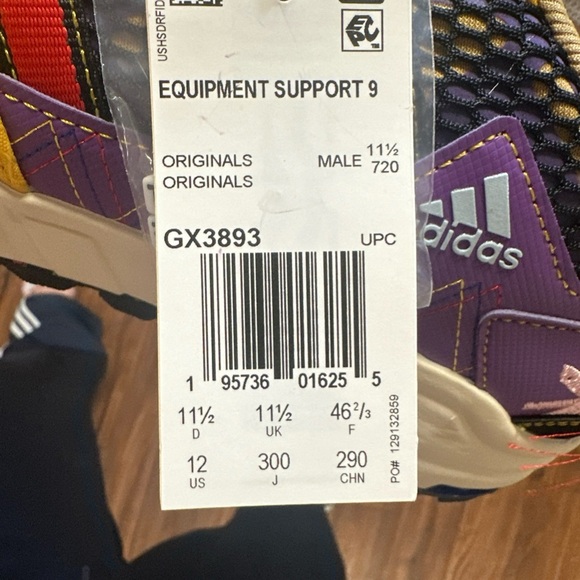 USHSDRFID
EPC™
EQUIPMENT SUPPORT 9
ORIGINALS MALE 11½
ORIGINALS 720
GX3893 UPC
1 95736 01625 5
11½ 11½ 46²/₃
D UK F
12 300 290
US J CHN
PO# 129132859
adidas